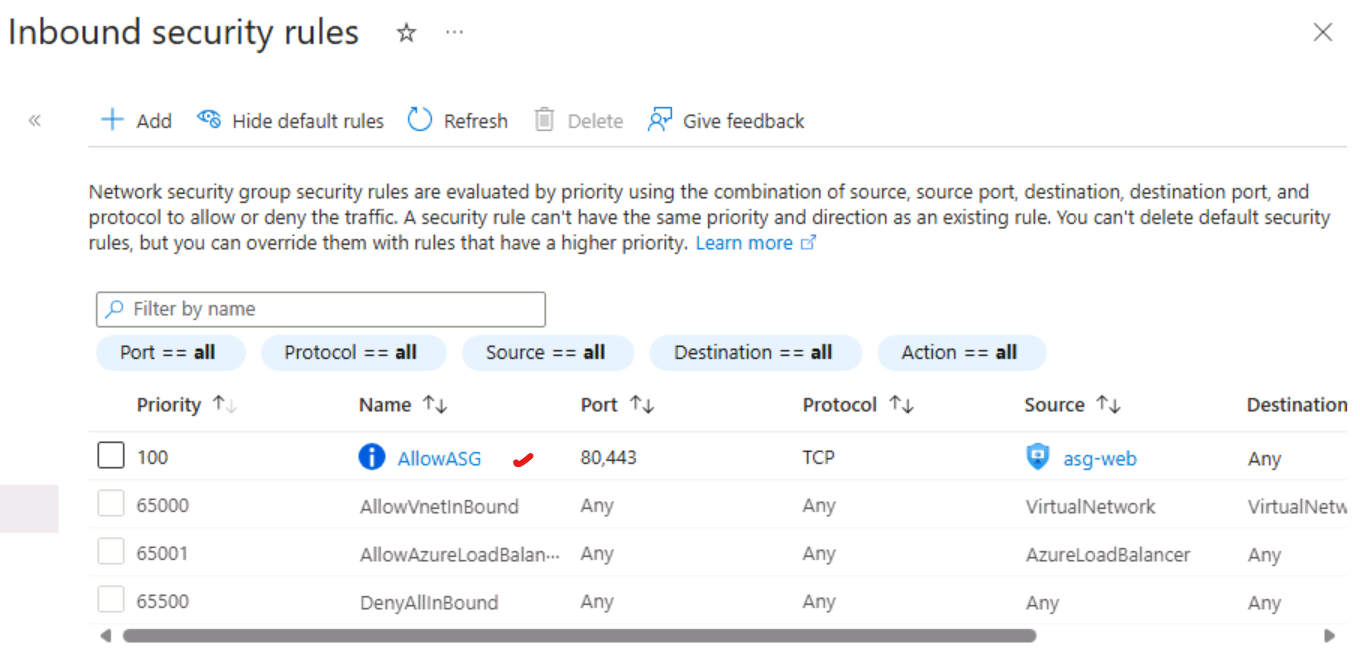 Inbound security rules
Add Hide default rules Refresh Delete Give feedback
Network security group security rules are evaluated by priority using the combination of source, source port, destination, destination port, and
protocol to allow or deny the traffic. A security rule can't have the same priority and direction as an existing rule. You can't delete default security
rules, but you can override them with rules that have a higher priority. Learn more
Filter by name
Port == all Protocol == all Source == all Destination == all Action == all
Priority Name Port Protocol Source Destination
100 AllowASG 80,443 TCP asg-web Any
65000 AllowVnetInBound Any Any VirtualNetwork VirtualNetw
65001 AllowAzureLoadBalan··· Any Any AzureLoadBalancer Any
65500 DenyAllInBound Any Any Any Any